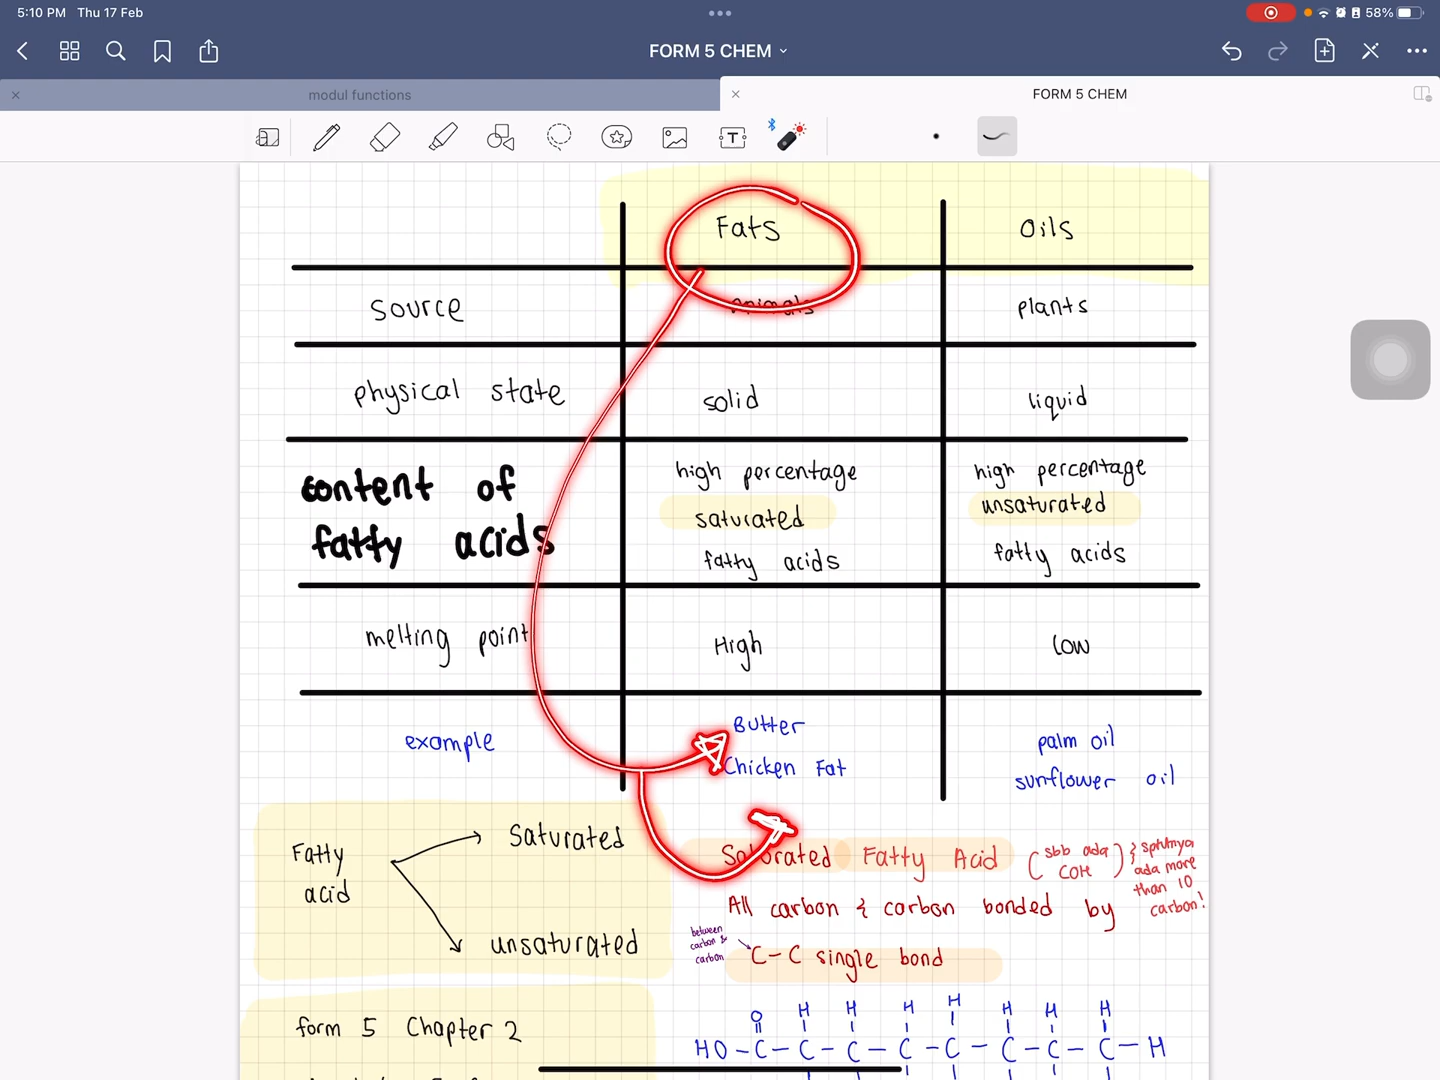 5:10 PM Thu 17 Feb
58%
FORM 5 CHEM
modul functions
FORM 5 CHEM
T
Fats
Oils
source
animals
plants
physical state
solid
liquid
content of
fatty acids
high percentage
saturated
fatty acids
high percentage
unsaturated
fatty acids
melting point
High
low
example
Butter
Chicken Fat
palm oil
sunflower oil
Fatty
acid
Saturated
unsaturated
Saturated Fatty Acid
(sbb ada
COH)
ada more
than 10
carbon!
All carbon & carbon bonded by
between
carbon &
carbon
C-C single bond
form 5 Chapter 2
O H H H H H H H
HO-C-C-C-C-C-C-C-C-H